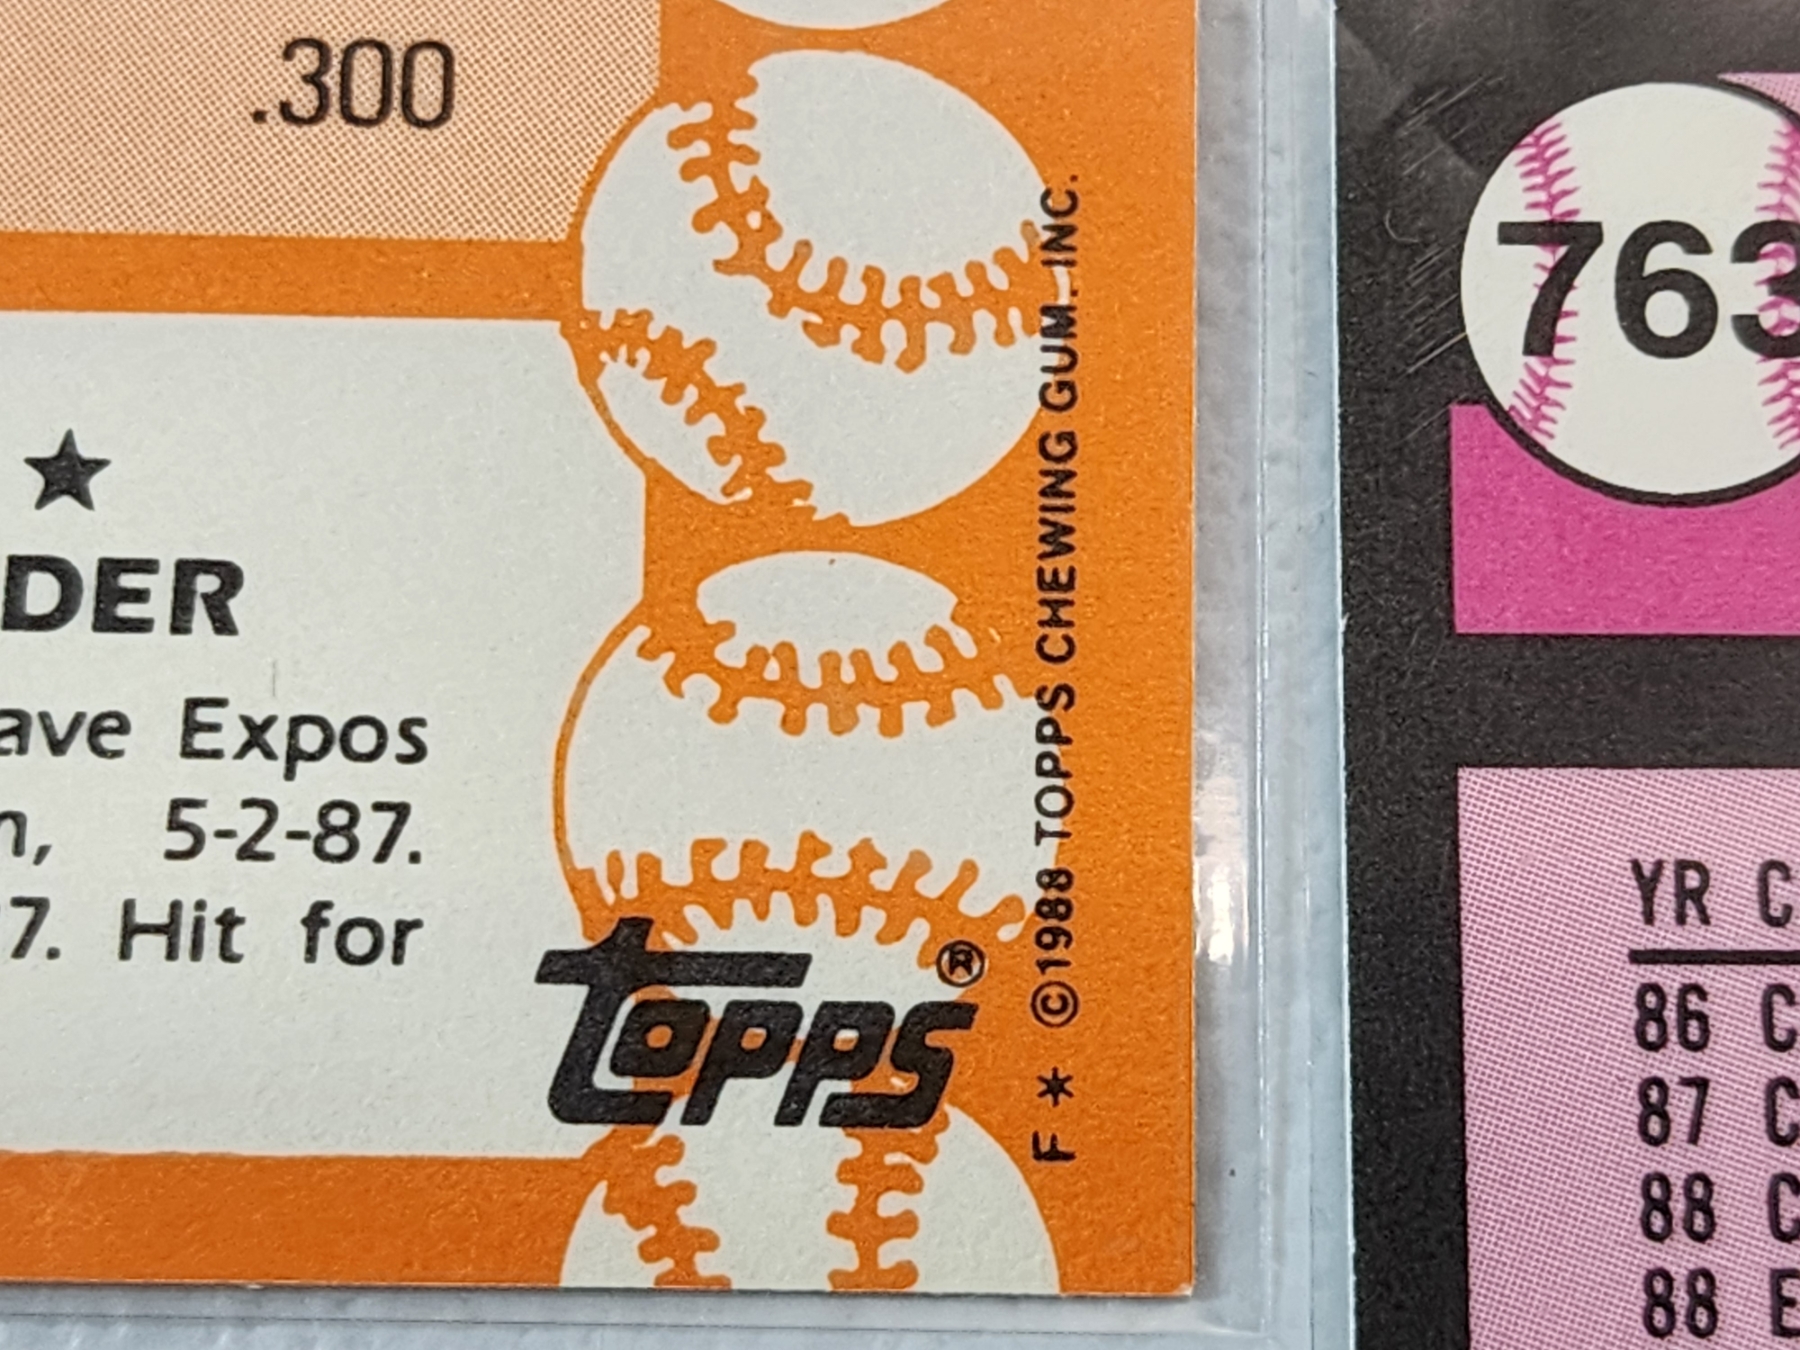 .300
★
DER
ave Expos
n, 5-2-87.
7. Hit for
Topps®
F * ©1988 TOPPS CHEWING GUM. INC.
763
YR C
86 C
87 C
88 C
88 E